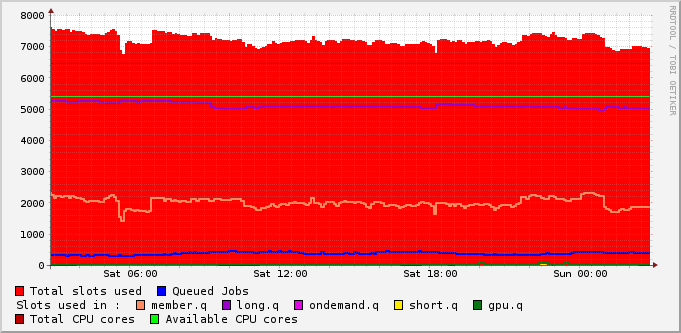 8000
7000
6000
5000
4000
3000
2000
1000
0
Sat 06:00 Sat 12:00 Sat 18:00 Sun 00:00
Total slots used Queued Jobs
Slots used in : member.q long.q ondemand.q short.q gpu.q
Total CPU cores Available CPU cores
RRDTOOL / TOBI OETIKER